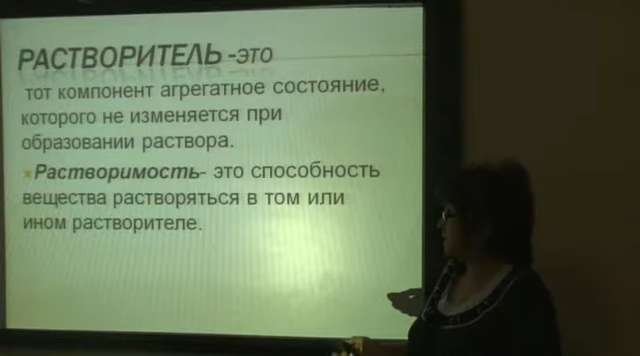 РАСТВОРИТЕЛЬ -это
тот компонент агрегатное состояние,
которого не изменяется при
образовании раствора.
Растворимость- это способность
вещества растворяться в том или
ином растворителе.